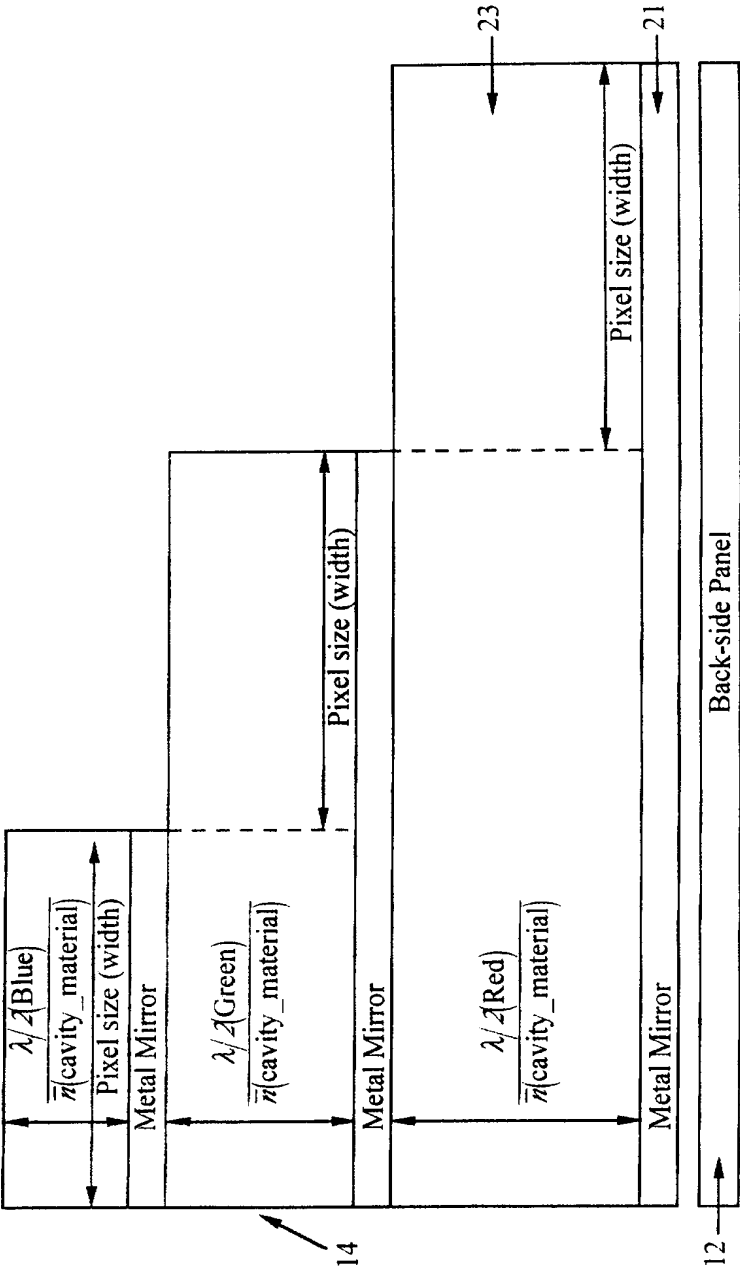 λ/2(Blue)
n̅(cavity_material)
Pixel size (width)
Metal Mirror
λ/2(Green)
n̅(cavity_material)
Pixel size (width)
Metal Mirror
λ/2(Red)
n̅(cavity_material)
Pixel size (width)
Metal Mirror
Back-side Panel
14
23
21
12